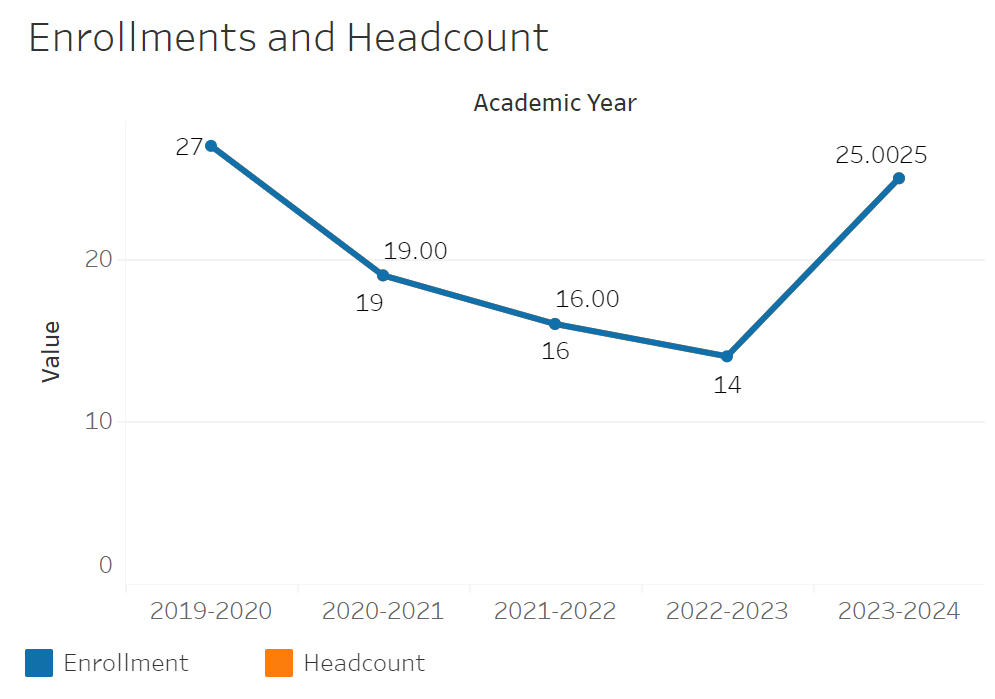 Enrollments and Headcount
Academic Year
27
25.0025
19.00
20
19
16.00
16
Value
14
10
0
2019-2020 2020-2021 2021-2022 2022-2023 2023-2024
Enrollment Headcount